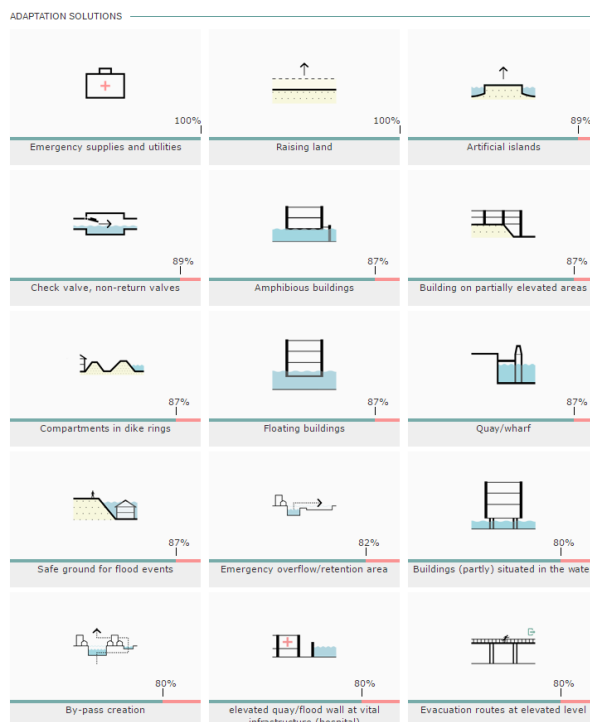 ADAPTATION SOLUTIONS
100%
100%
89%
Emergency supplies and utilities
Raising land
Artificial islands
89%
87%
87%
Check valve, non-return valves
Amphibious buildings
Building on partially elevated areas
87%
87%
87%
Compartments in dike rings
Floating buildings
Quay/wharf
87%
82%
80%
Safe ground for flood events
Emergency overflow/retention area
Buildings (partly) situated in the wate
80%
80%
80%
By-pass creation
elevated quay/flood wall at vital
infrastructure (hospital)
Evacuation routes at elevated level